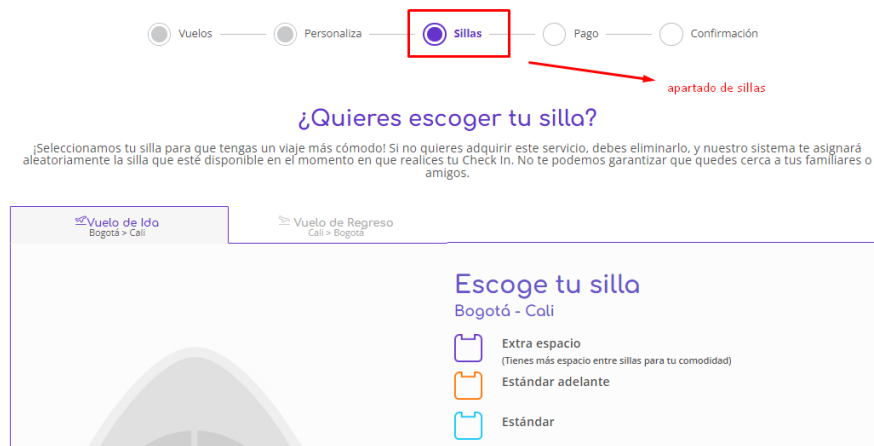 Vuelos
Personaliza
Sillas
Pago
Confirmación
apartado de sillas
¿Quieres escoger tu silla?
¡Seleccionamos tu silla para que tengas un viaje más cómodo! Si no quieres adquirir este servicio, debes eliminarlo, y nuestro sistema te asignará
aleatoriamente la silla que esté disponible en el momento en que realices tu Check In. No te podemos garantizar que quedes cerca a tus familiares o
amigos.
Vuelo de Ida
Bogotá > Cali
Vuelo de Regreso
Cali > Bogotá
Escoge tu silla
Bogotá - Cali
Extra espacio
(Tienes más espacio entre sillas para tu comodidad)
Estándar adelante
Estándar